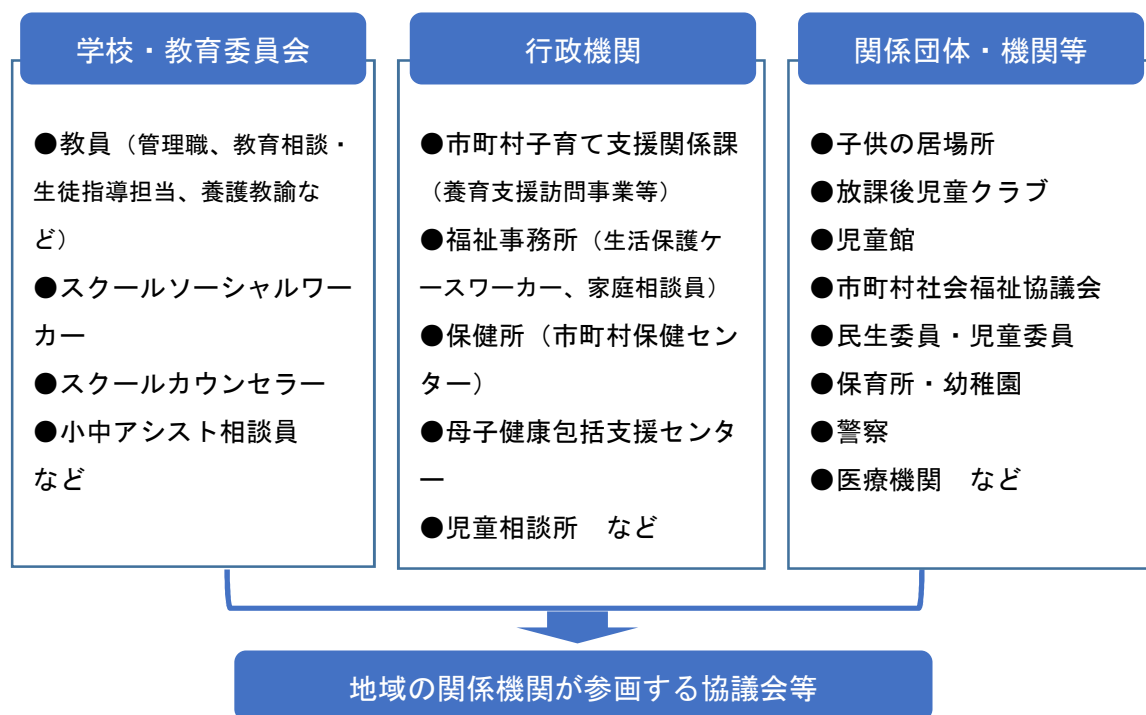 学校・教育委員会
●教員（管理職、教育相談・
生徒指導担当、養護教諭な
ど）
●スクールソーシャルワー
カー
●スクールカウンセラー
●小中アシスト相談員
など
行政機関
●市町村子育て支援関係課
（養育支援訪問事業等）
●福祉事務所（生活保護ケ
ースワーカー、家庭相談員）
●保健所（市町村保健セン
ター）
●母子健康包括支援センタ
ー
●児童相談所　など
関係団体・機関等
●子供の居場所
●放課後児童クラブ
●児童館
●市町村社会福祉協議会
●民生委員・児童委員
●保育所・幼稚園
●警察
●医療機関　など
地域の関係機関が参画する協議会等